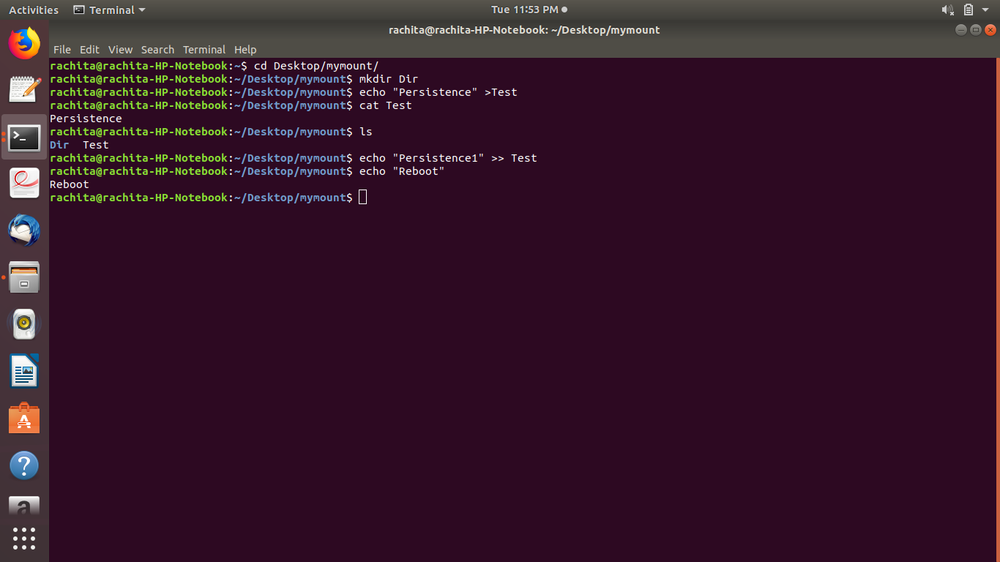 Activities Terminal Tue 11:53 PM
rachita@rachita-HP-Notebook: ~/Desktop/mymount
File Edit View Search Terminal Help
rachita@rachita-HP-Notebook:~$ cd Desktop/mymount/
rachita@rachita-HP-Notebook:~/Desktop/mymount$ mkdir Dir
rachita@rachita-HP-Notebook:~/Desktop/mymount$ echo "Persistence" >Test
rachita@rachita-HP-Notebook:~/Desktop/mymount$ cat Test
Persistence
rachita@rachita-HP-Notebook:~/Desktop/mymount$ ls
Dir  Test
rachita@rachita-HP-Notebook:~/Desktop/mymount$ echo "Persistence1" >> Test
rachita@rachita-HP-Notebook:~/Desktop/mymount$ echo "Reboot"
Reboot
rachita@rachita-HP-Notebook:~/Desktop/mymount$